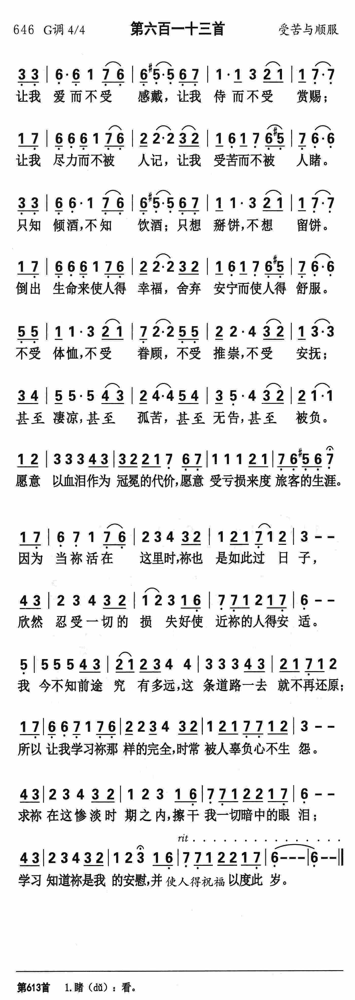 646 G调 4/4 第六百一十三首 受苦与顺服
3 3 | 6·6 1 7 6 | 6 #5·5 6 7 | 1·1 3 2 1 | 1 7·7
让我 爱而不受 感戴，让我 侍而不受 赏赐；
1 7 | 6 6 6 1 7 6 | 2 2·2 3 2 | 1 6 1 7 6 #5 | 7 6·6
让我 尽力而不被 人记，让我 受苦而不被 人睹。
3 3 | 6 6·1 7 6 | 6 #5·5 6 7 | 1 1·3 2 1 | 1 7·7
只知 倾酒，不知 饮酒；只想 掰饼，不想 留饼。
1 7 | 6 6 6 1 7 6 | 2 2·2 3 2 | 1 6 1 7 6 #5 | 7 6·6
倒出 生命来使人得 幸福，舍弃 安宁而使人得 舒服。
5 5 | 1 1·3 2 1 | 7 2·2 5 5 | 2 2·4 3 2 | 1 3·3
不受 体恤，不受 眷顾，不受 推崇，不受 安抚；
3 4 | 5 5·5 4 3 | 2 4·4 5 4 | 3 5·4 3 2 | 2 1·1
甚至 凄凉，甚至 孤苦，甚至 无告，甚至 被负。
1 2 | 3 3 3 4 3 | 3 2 2 1 7 6 7 | 1 1 1 2 1 | 7 6 #5 6 7
愿意 以血泪作为 冠冕的代价，愿意 受亏损来度 旅客的生涯。
1 7 | 6 7 1 7 6 | 2 3 4 3 2 | 1 2 1 7 1 2 | 3 – –
因为 当祢活在 这里时，祢也 是如此过 日 子，
4 3 | 2 3 4 3 2 | 1 2 3 1 6 | 7 7 1 2 1 7 | 6 – –
欣然 忍受一切的 损 失好使 近祢的人得安 适。
5 | 5 5 5 4 3 | 2 1 2 3 4 4 | 3 3 3 4 3 | 2 1 7 1 2
我 今不知前途 究 有多远，这 条道路一去 就不再还原；
1 7 | 6 6 7 1 7 6 | 2 2 3 4 3 2 | 1 2 1 7 7 1 2 | 3 – –
所以 让我学习祢那 样的完全，时常 被人辜负心不生 怨。
4 3 | 2 3 4 3 2 | 1 2 3 1 6 | 7 7 1 2 2 1 7 | 6 – –
求祢 在这惨淡时 期之内，擦干 我一切暗中的眼 泪；
rit . . . . . . . . . . . . . . .
4 3 | 2 3 4 3 2 | 1 2 3 1 6 | 7 7 1 2 2 1 7 | 6 – – – | 6 – – ‖
学习 知道祢是我 的安慰，并 使人得祝福 以度此 岁。
第613首 1.睹（dǔ）：看。